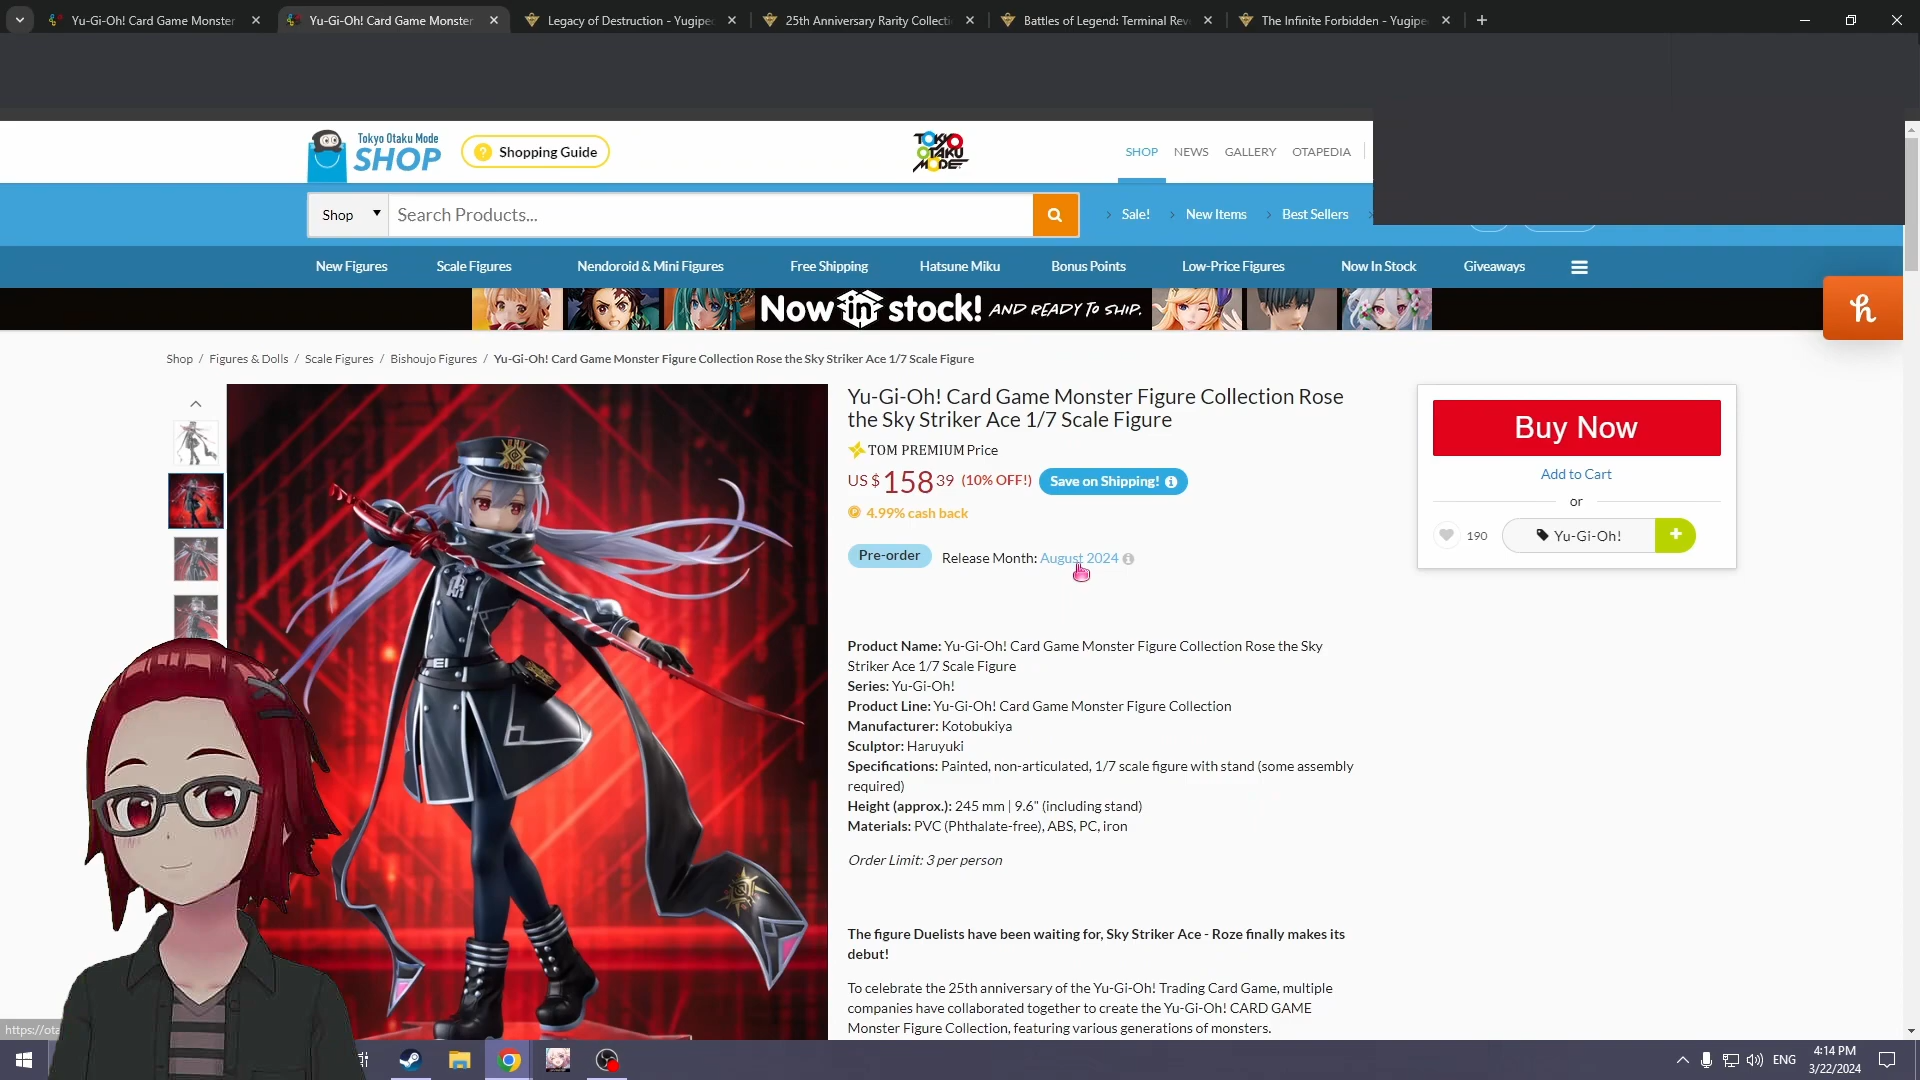 Yu-Gi-Oh! Card Game Monster
Yu-Gi-Oh! Card Game Monster
Legacy of Destruction - Yugipe
25th Anniversary Rarity Collecti
Battles of Legend: Terminal Rev
The Infinite Forbidden - Yugipe
Tokyo Otaku Mode
SHOP
? Shopping Guide
TOKYO
OTAKU
MODE
SHOP
NEWS
GALLERY
OTAPEDIA
Shop
Search Products...
Sale!
New Items
Best Sellers
New Figures
Scale Figures
Nendoroid & Mini Figures
Free Shipping
Hatsune Miku
Bonus Points
Low-Price Figures
Now In Stock
Giveaways
Now in stock! AND READY TO SHIP.
h
Shop / Figures & Dolls / Scale Figures / Bishoujo Figures / Yu-Gi-Oh! Card Game Monster Figure Collection Rose the Sky Striker Ace 1/7 Scale Figure
Yu-Gi-Oh! Card Game Monster Figure Collection Rose
the Sky Striker Ace 1/7 Scale Figure
TOM PREMIUM Price
US $ 158 39 (10% OFF!) Save on Shipping!
4.99% cash back
Pre-order Release Month: August 2024
Buy Now
Add to Cart
or
190
Yu-Gi-Oh!
+
Product Name: Yu-Gi-Oh! Card Game Monster Figure Collection Rose the Sky
Striker Ace 1/7 Scale Figure
Series: Yu-Gi-Oh!
Product Line: Yu-Gi-Oh! Card Game Monster Figure Collection
Manufacturer: Kotobukiya
Sculptor: Haruyuki
Specifications: Painted, non-articulated, 1/7 scale figure with stand (some assembly
required)
Height (approx.): 245 mm | 9.6" (including stand)
Materials: PVC (Phthalate-free), ABS, PC, iron
Order Limit: 3 per person
The figure Duelists have been waiting for, Sky Striker Ace - Roze finally makes its
debut!
To celebrate the 25th anniversary of the Yu-Gi-Oh! Trading Card Game, multiple
companies have collaborated together to create the Yu-Gi-Oh! CARD GAME
Monster Figure Collection, featuring various generations of monsters.
https://ota
ENG
4:14 PM
3/22/2024